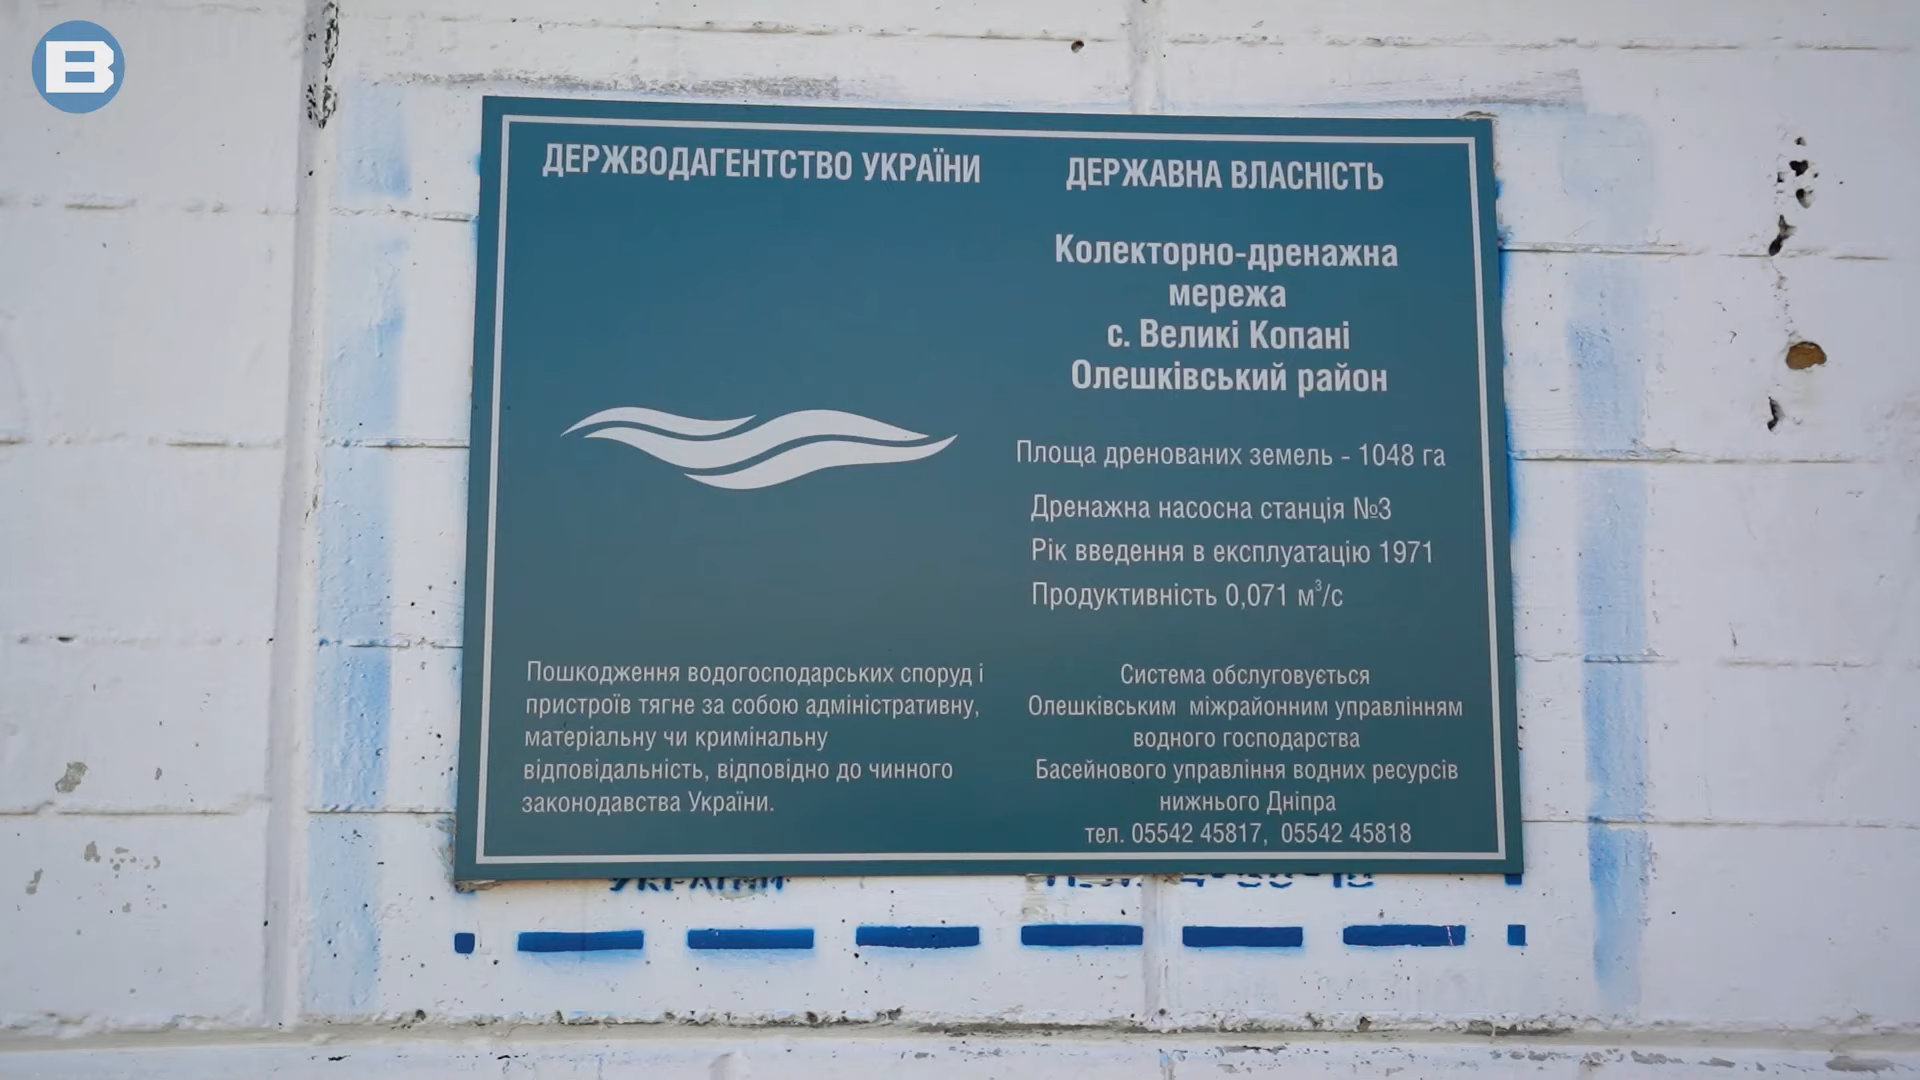 B
ДЕРЖВОДАГЕНТСТВО УКРАЇНИ
Пошкодження водогосподарських споруд і
пристроїв тягне за собою адміністративну,
матеріальну чи кримінальну
відповідальність, відповідно до чинного
законодавства України.
ДЕРЖАВНА ВЛАСНІСТЬ
Колекторно-дренажна
мережа
с. Великі Копані
Олешківський район
Площа дренованих земель - 1048 га
Дренажна насосна станція №3
Рік введення в експлуатацію 1971
Продуктивність 0,071 м³/с
Система обслуговується
Олешківським міжрайонним управлінням
водного господарства
Басейнового управління водних ресурсів
нижнього Дніпра
тел. 05542 45817, 05542 45818